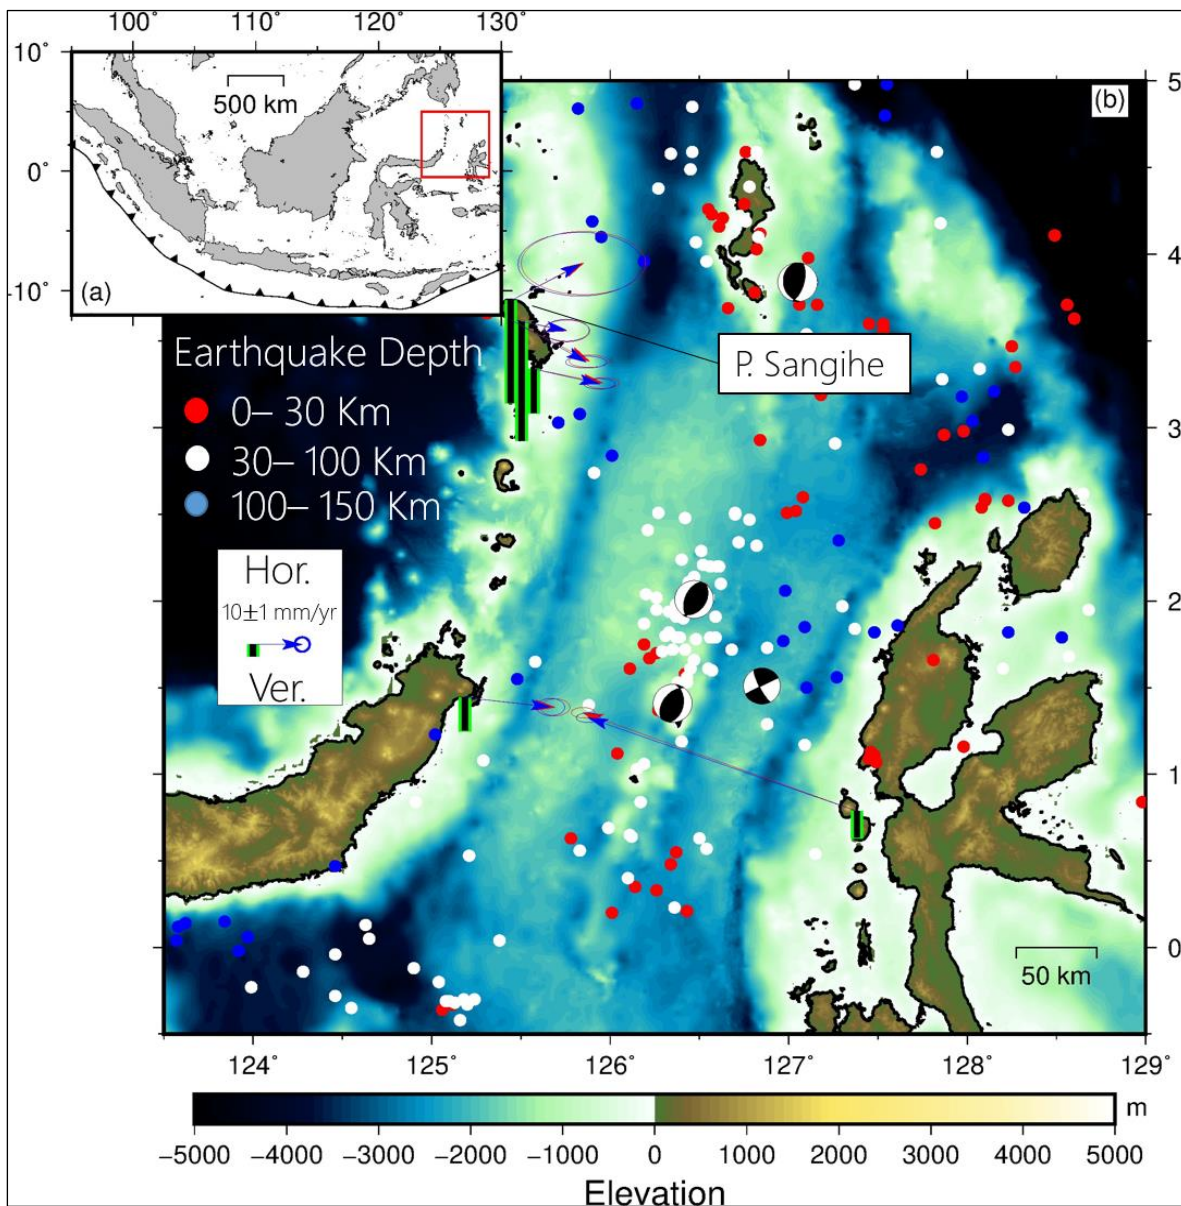 100˚ 110˚ 120˚ 130˚
10˚
0˚
−10˚
500 km
(a)
(b)
5
4
3
2
1
0
P. Sangihe
Earthquake Depth
0– 30 Km
30– 100 Km
100– 150 Km
Hor.
10±1 mm/yr
Ver.
50 km
124˚ 125˚ 126˚ 127˚ 128˚ 129˚
m
−5000 −4000 −3000 −2000 −1000 0 1000 2000 3000 4000 5000
Elevation